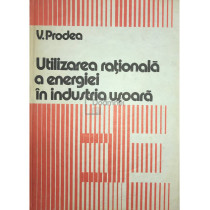 V. Prodea
Utilizarea rațională
a energiei
în industria ușoară